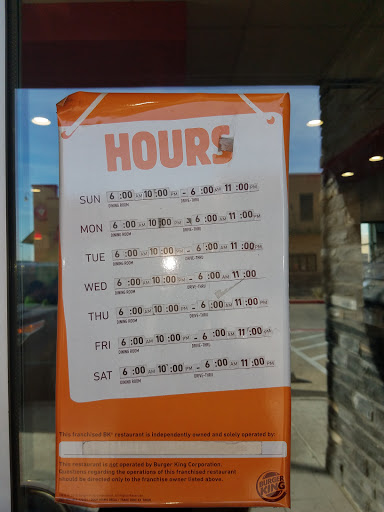 HOURS
SUN 6 :00 AM 10 :00 PM - 6 :00 AM 11 :00 PM
DINING ROOM DRIVE-THRU
MON 6 :00 AM 10 :00 PM 6 :00 AM 11 :00 PM
DINING ROOM DRIVE-THRU
TUE 6 :00 AM 10 :00 PM - 6 :00 AM 11 :00 PM
DINING ROOM DRIVE-THRU
WED 6 :00 AM 10 :00 PM - 6 :00 AM 11 :00
DINING ROOM DRIVE-THRU
THU 6 :00 AM 10 :00 PM - 6 :00 AM 11 :00 PM
DINING ROOM DRIVE-THRU
FRI 6 :00 AM 10 :00 PM - 6 :00 AM 11 :00 PM
DINING ROOM DRIVE-THRU
SAT 6 :00 AM 10 :00 PM - 6 :00 AM 11 :00 PM
DINING ROOM DRIVE-THRU
This franchised BK® restaurant is independently owned and solely operated by:
This restaurant is not operated by Burger King Corporation.
Questions regarding the operations of this franchised restaurant
should be directed only to the franchise owner listed above.
BURGER
KING